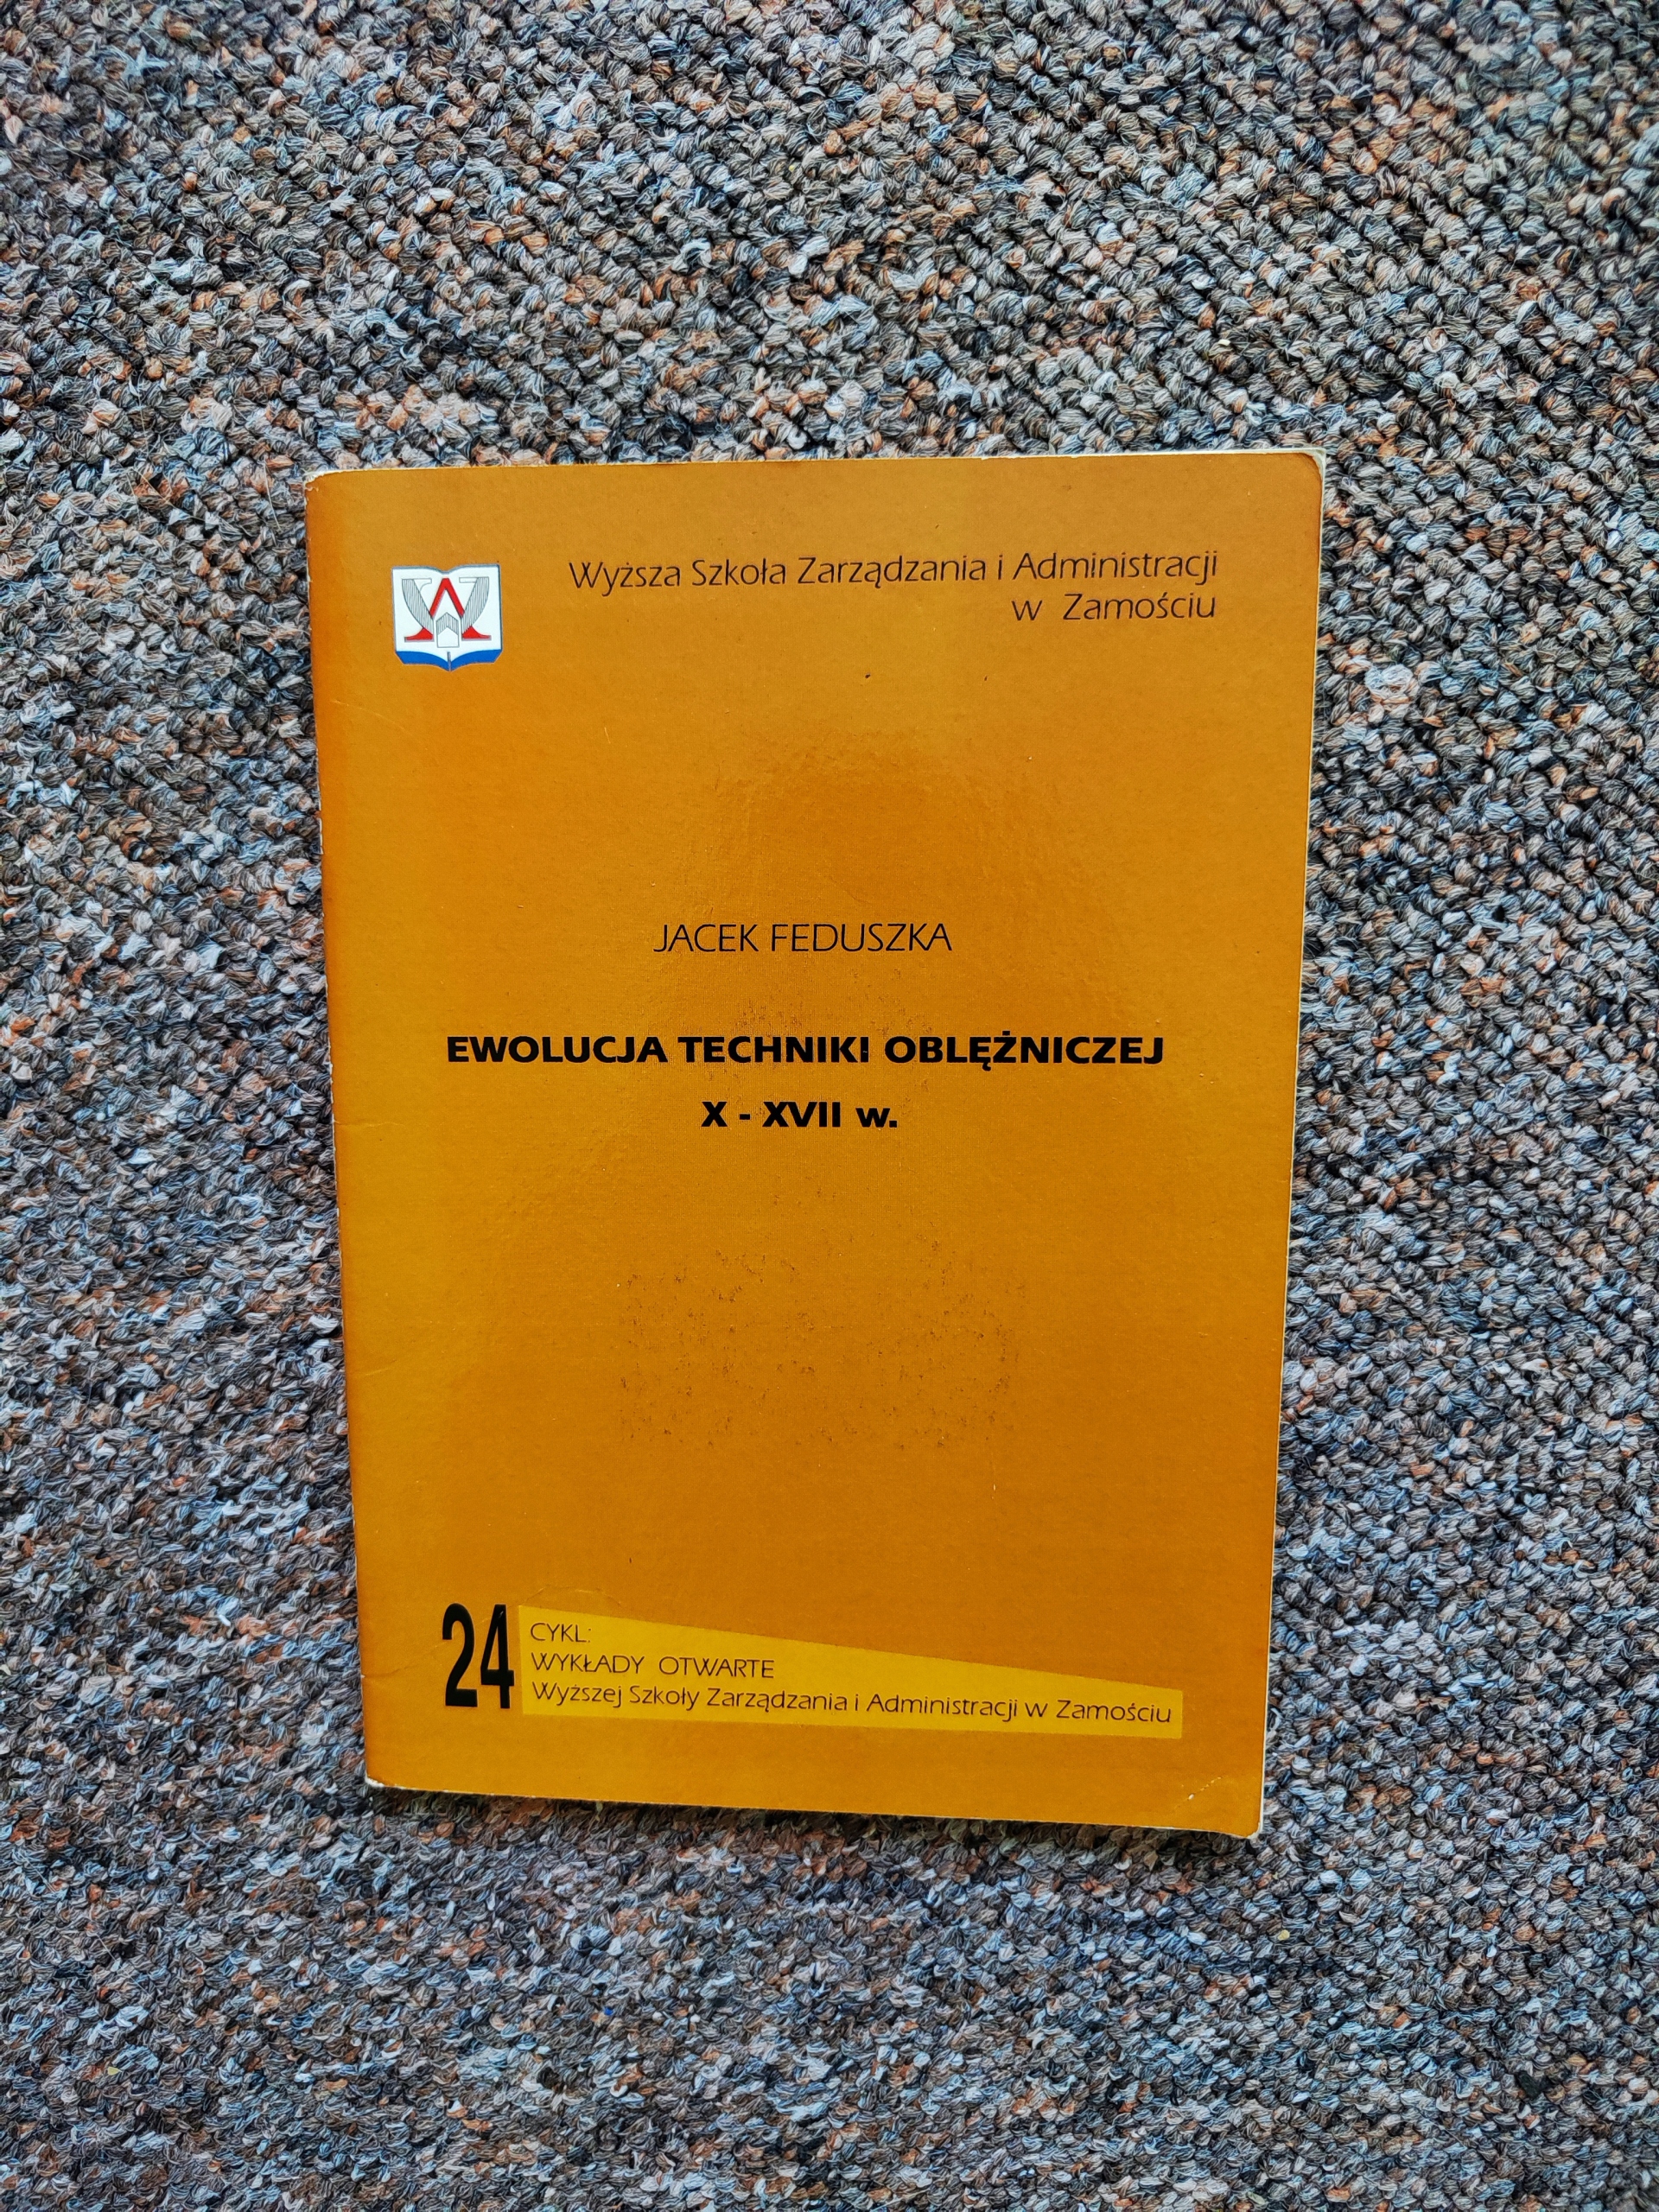 Wyższa Szkoła Zarządzania i Administracji
w Zamościu
JACEK FEDUSZKA
EWOLUCJA TECHNIKI OBLĘŻNICZEJ
X - XVII w.
24
CYKL:
WYKŁADY OTWARTE
Wyższej Szkoły Zarządzania i Administracji w Zamościu